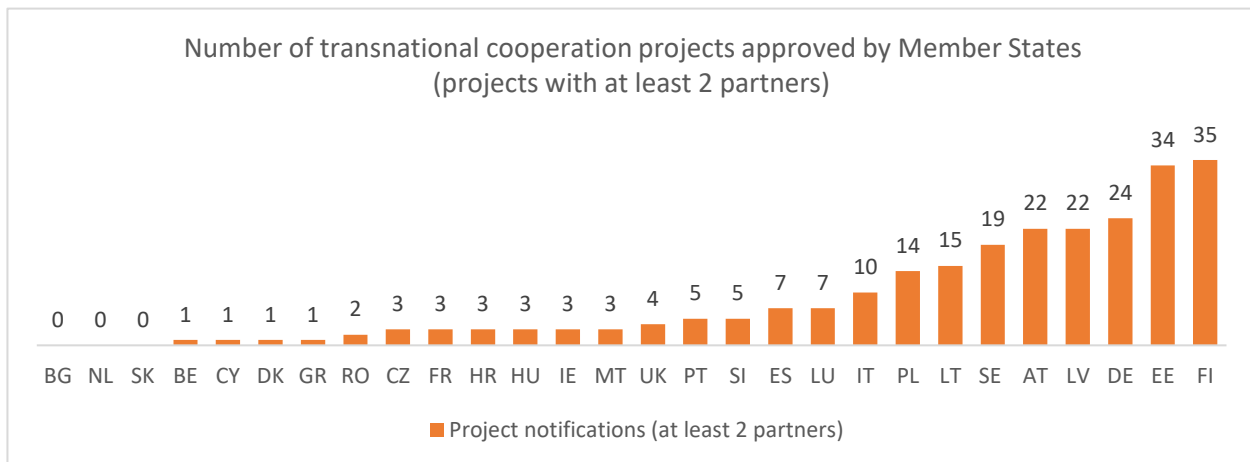 Number of transnational cooperation projects approved by Member States
(projects with at least 2 partners)
0 0 0 1 1 1 1 2 3 3 3 3 3 3 4 5 5 7 7 10 14 15 19 22 22 24 34 35
BG NL SK BE CY DK GR RO CZ FR HR HU IE MT UK PT SI ES LU IT PL LT SE AT LV DE EE FI
Project notifications (at least 2 partners)